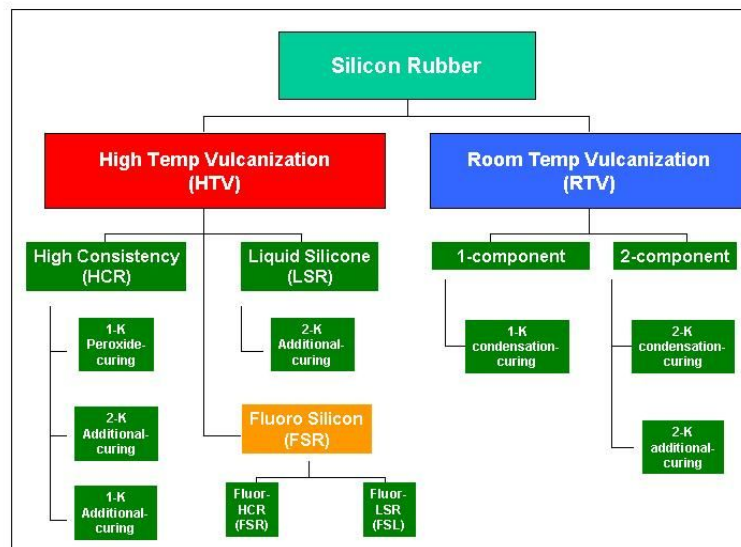 Silicon Rubber
High Temp Vulcanization
(HTV)
Room Temp Vulcanization
(RTV)
High Consistency
(HCR)
Liquid Silicone
(LSR)
1-component
2-component
1-K
Peroxide-
curing
2-K
Additional-
curing
1-K
condensation-
curing
2-K
condensation-
curing
2-K
Additional-
curing
Fluoro Silicon
(FSR)
2-K
additional-
curing
1-K
Additional-
curing
Fluor-
HCR
(FSR)
Fluor-
LSR
(FSL)